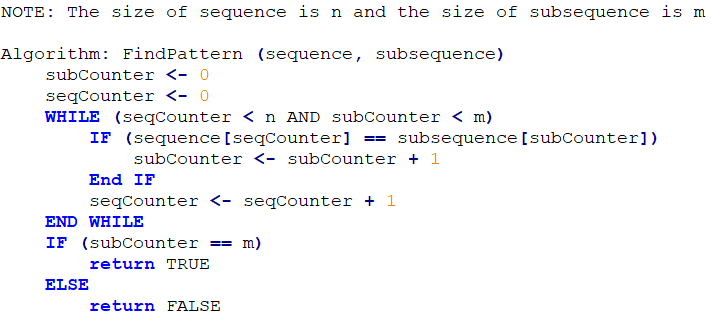 NOTE: The size of sequence is n and the size of subsequence is m
Algorithm: FindPattern (sequence, subsequence)
subCounter <- 0
seqCounter <- 0
WHILE (seqCounter < n AND subCounter < m)
IF (sequence[seqCounter] == subsequence[subCounter])
subCounter <- subCounter + 1
End IF
seqCounter <- seqCounter + 1
END WHILE
IF (subCounter == m)
return TRUE
ELSE
return FALSE